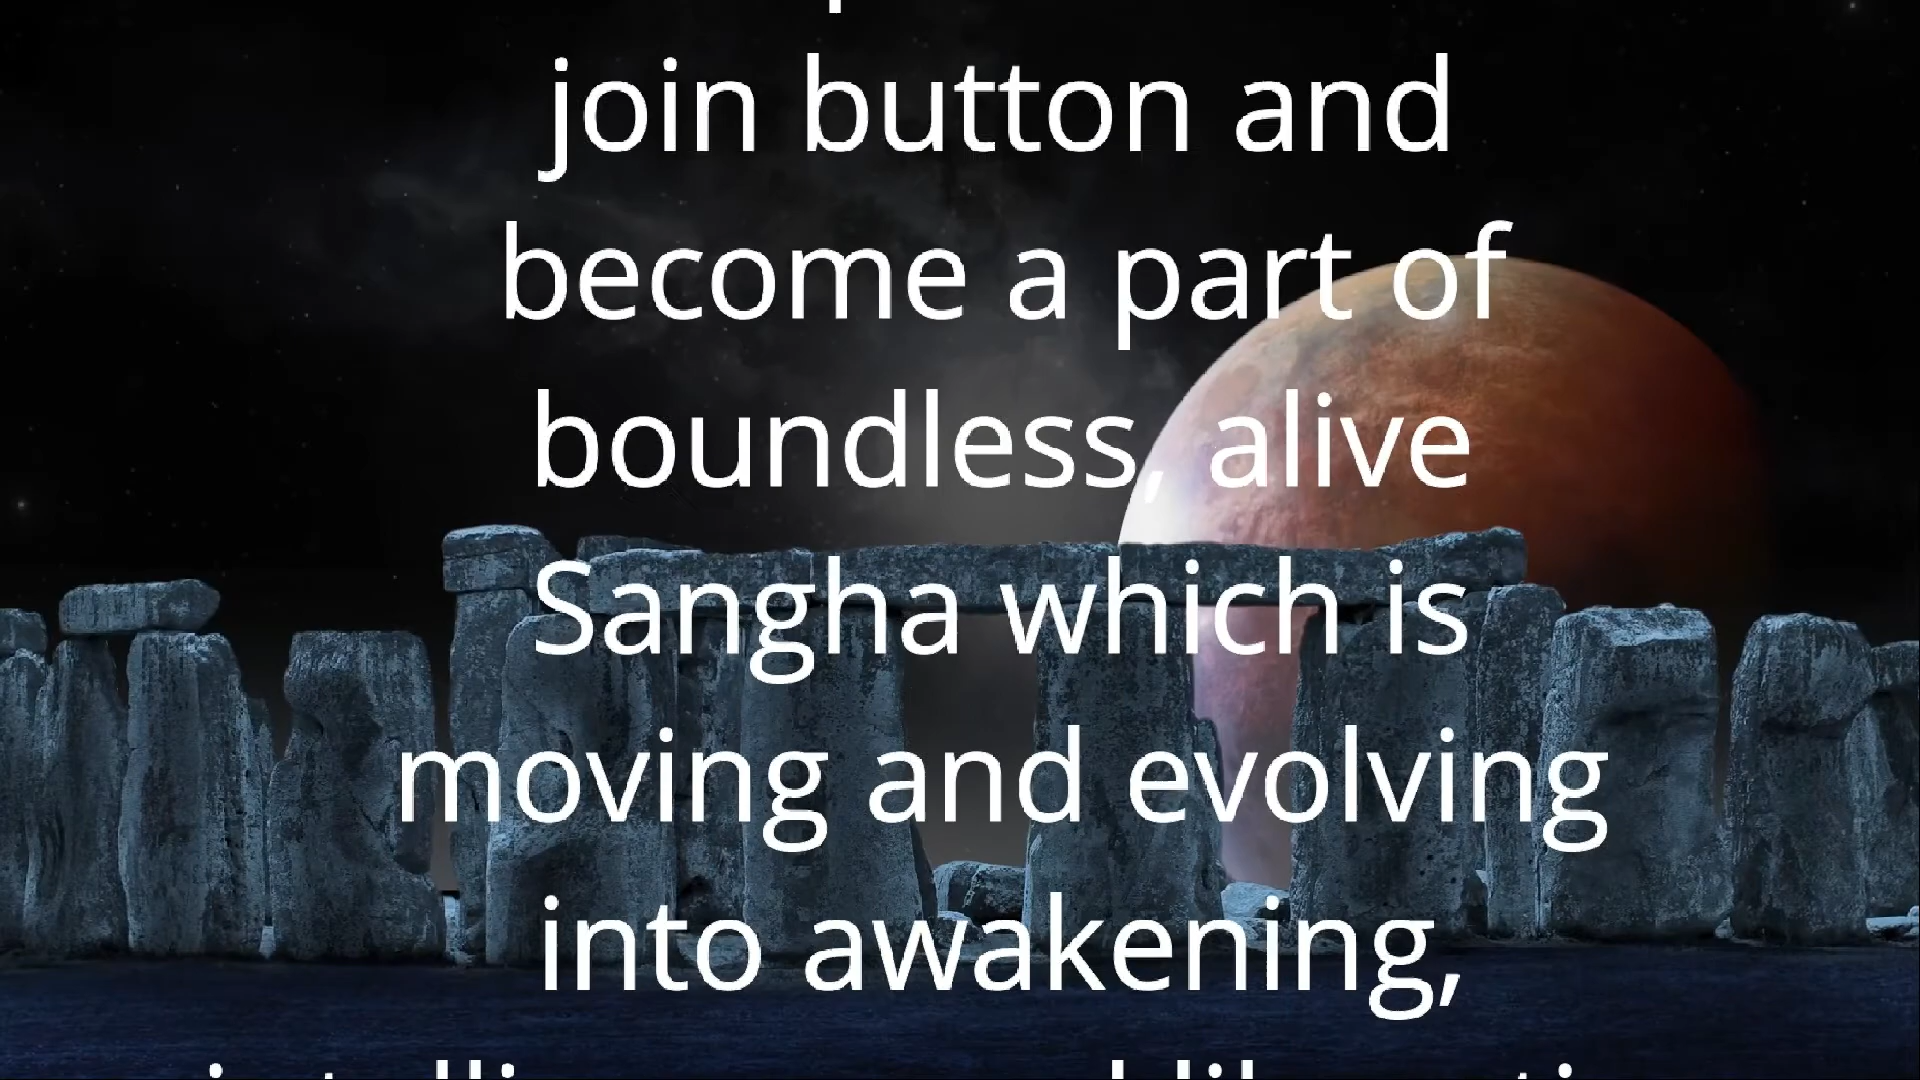 join button and
become a part of
boundless, alive
Sangha which is
moving and evolving
into awakening,